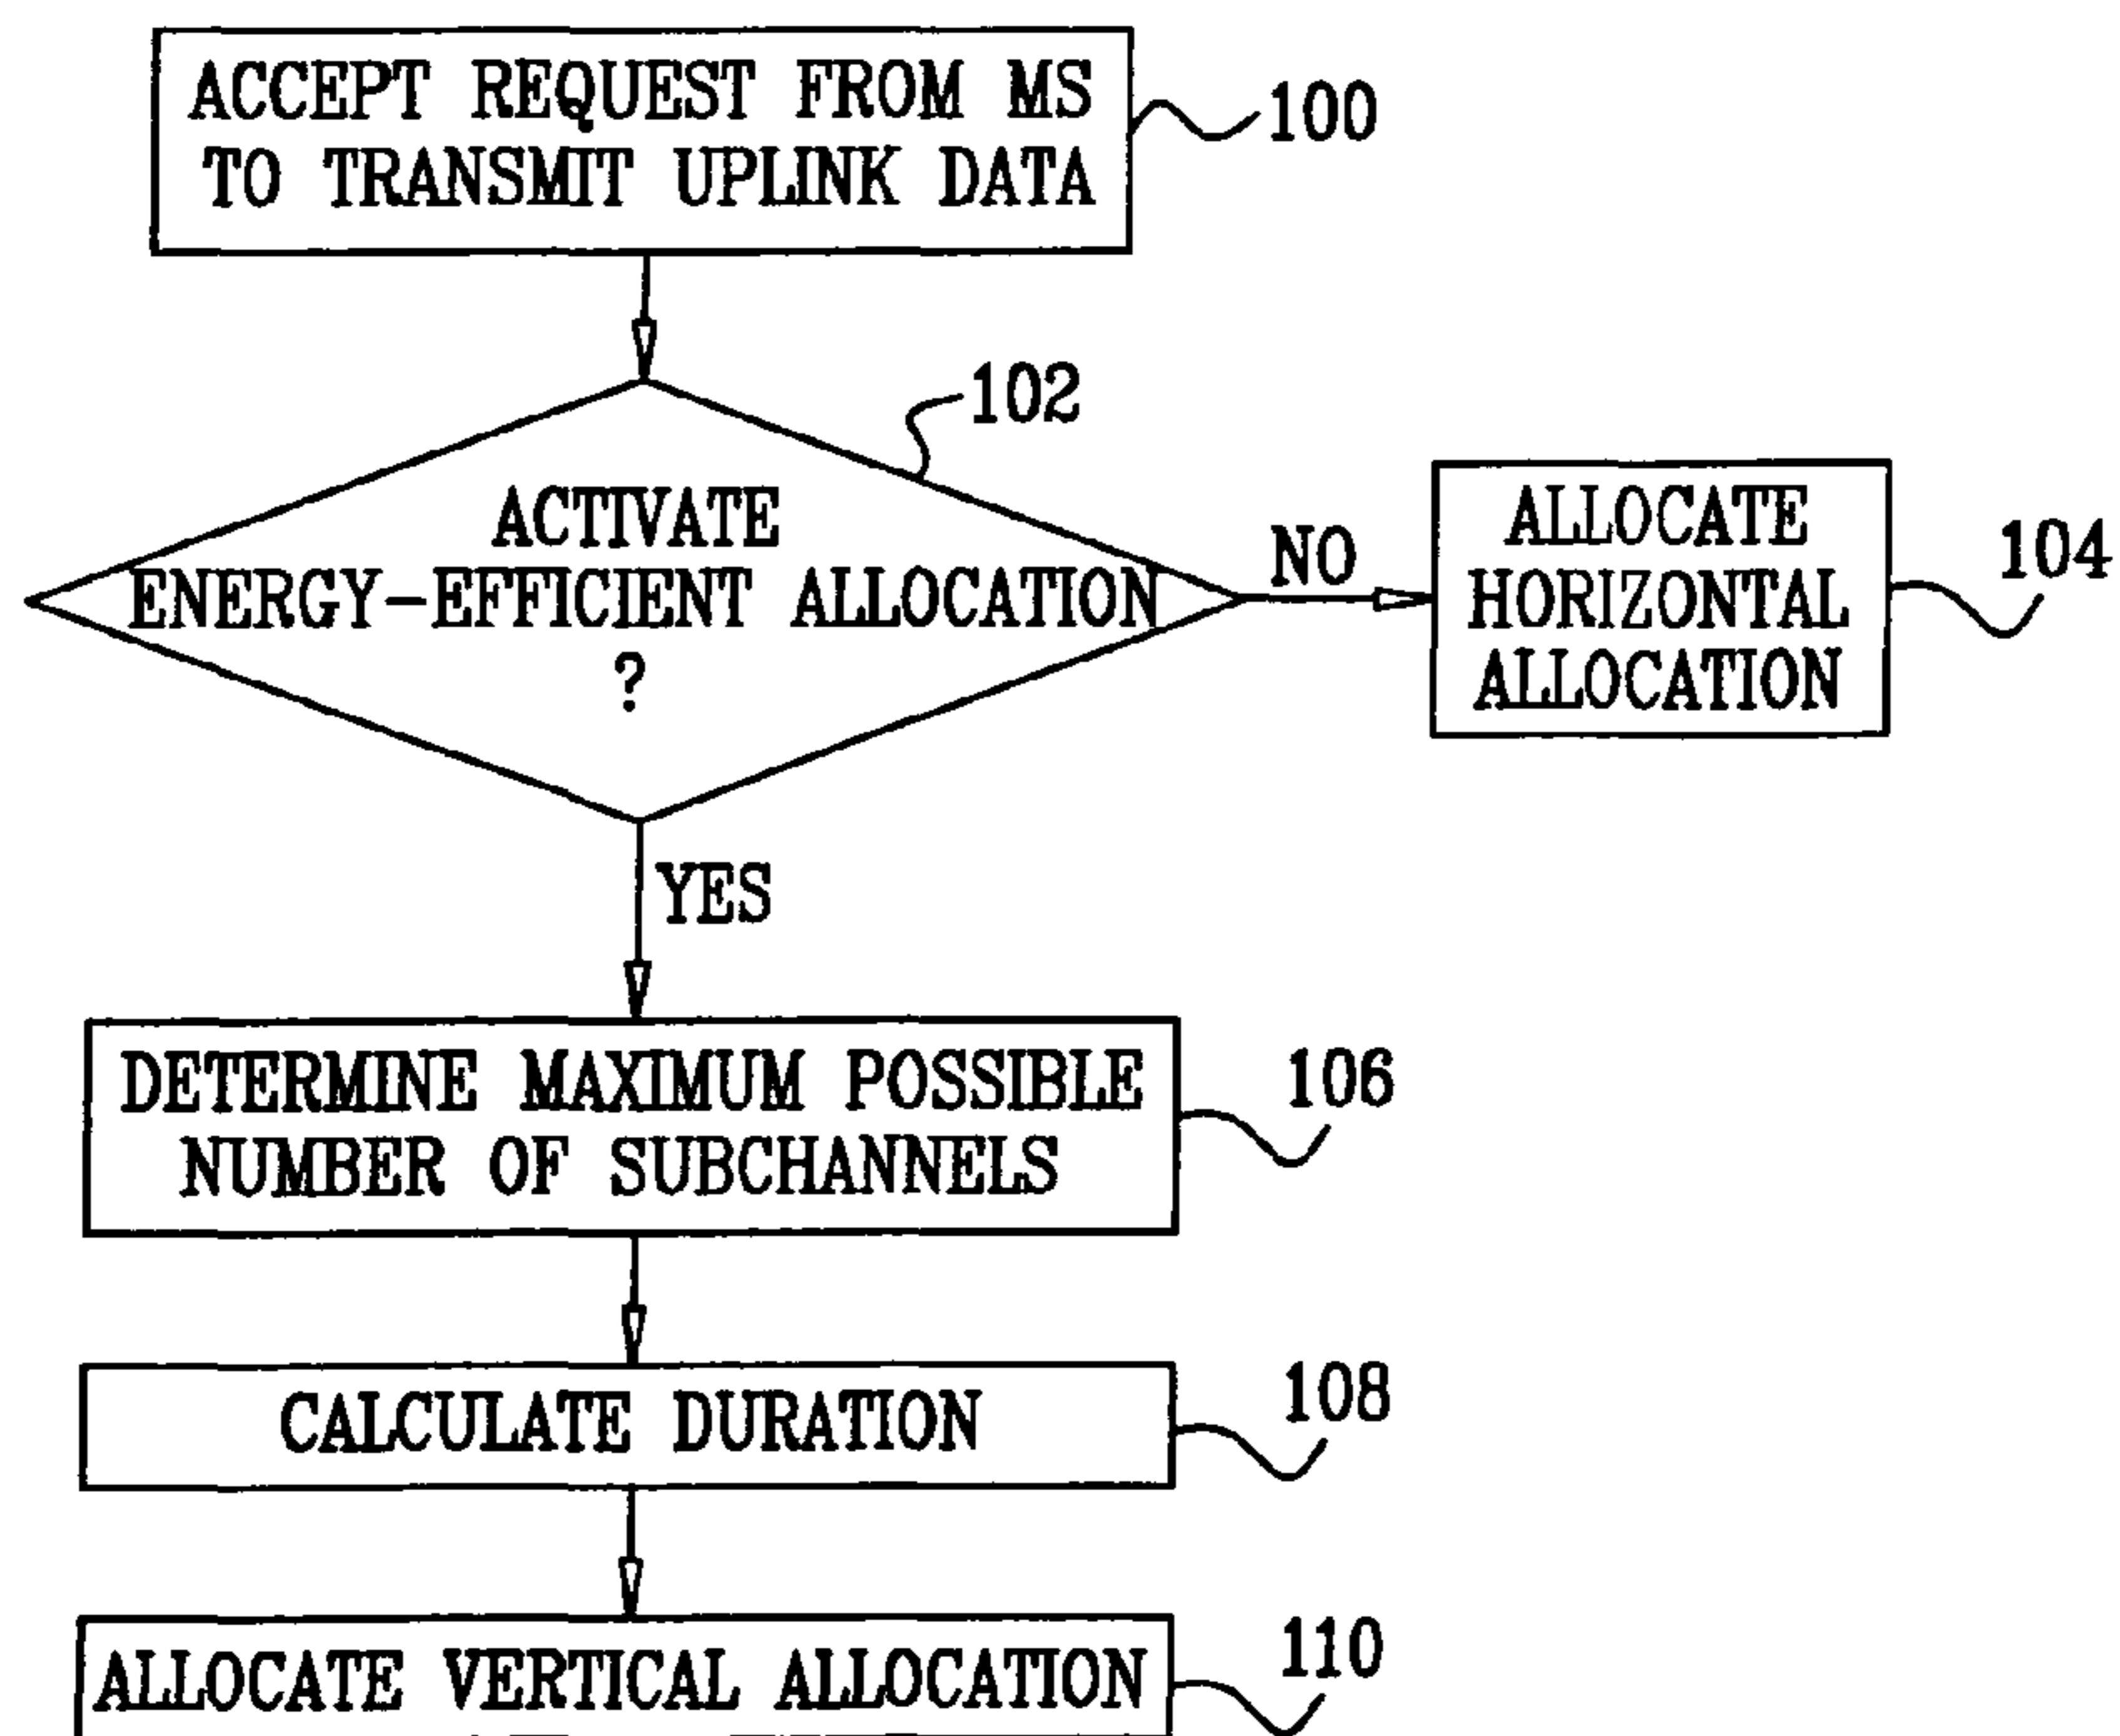 ACCEPT REQUEST FROM MS
TO TRANSMIT UPLINK DATA
100
102
ACTIVATE
ENERGY-EFFICIENT ALLOCATION
?
NO
ALLOCATE
HORIZONTAL
ALLOCATION
104
YES
DETERMINE MAXIMUM POSSIBLE
NUMBER OF SUBCHANNELS
106
CALCULATE DURATION
108
ALLOCATE VERTICAL ALLOCATION
110